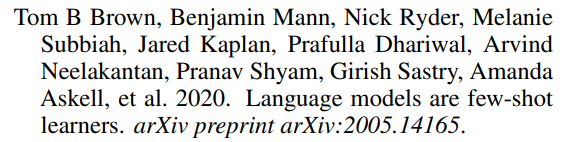 Tom B Brown, Benjamin Mann, Nick Ryder, Melanie
Subbiah, Jared Kaplan, Prafulla Dhariwal, Arvind
Neelakantan, Pranav Shyam, Girish Sastry, Amanda
Askell, et al. 2020. Language models are few-shot
learners. arXiv preprint arXiv:2005.14165.